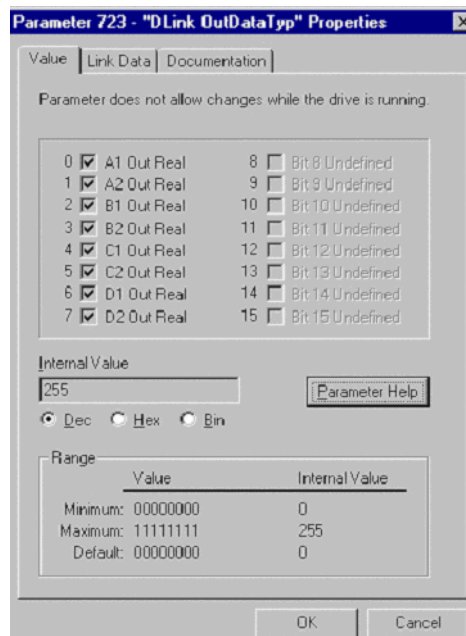 Parameter 723 - "DLink OutDataTyp" Properties
Value Link Data Documentation
Parameter does not allow changes while the drive is running.
0 A1 Out Real 8 Bit 8 Undefined
1 A2 Out Real 9 Bit 9 Undefined
2 B1 Out Real 10 Bit 10 Undefined
3 B2 Out Real 11 Bit 11 Undefined
4 C1 Out Real 12 Bit 12 Undefined
5 C2 Out Real 13 Bit 13 Undefined
6 D1 Out Real 14 Bit 14 Undefined
7 D2 Out Real 15 Bit 15 Undefined
Internal Value
255
Parameter Help
Dec Hex Bin
Range
Value Internal Value
Minimum: 00000000 0
Maximum: 11111111 255
Default: 00000000 0
OK Cancel